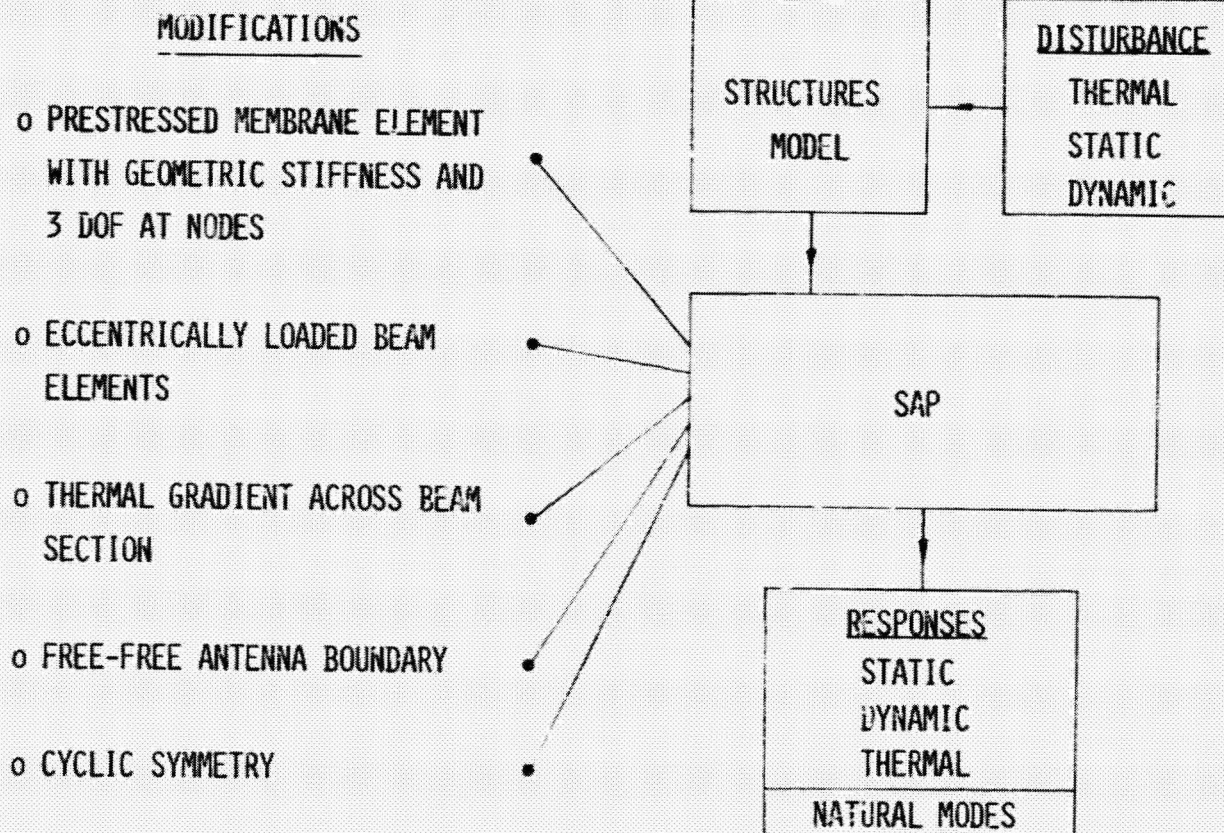 MODIFICATIONS
o PRESTRESSED MEMBRANE ELEMENT
WITH GEOMETRIC STIFFNESS AND
3 DOF AT NODES
o ECCENTRICALLY LOADED BEAM
ELEMENTS
o THERMAL GRADIENT ACROSS BEAM
SECTION
o FREE-FREE ANTENNA BOUNDARY
o CYCLIC SYMMETRY
STRUCTURES
MODEL
DISTURBANCE
THERMAL
STATIC
DYNAMIC
SAP
RESPONSES
STATIC
DYNAMIC
THERMAL
NATURAL MODES